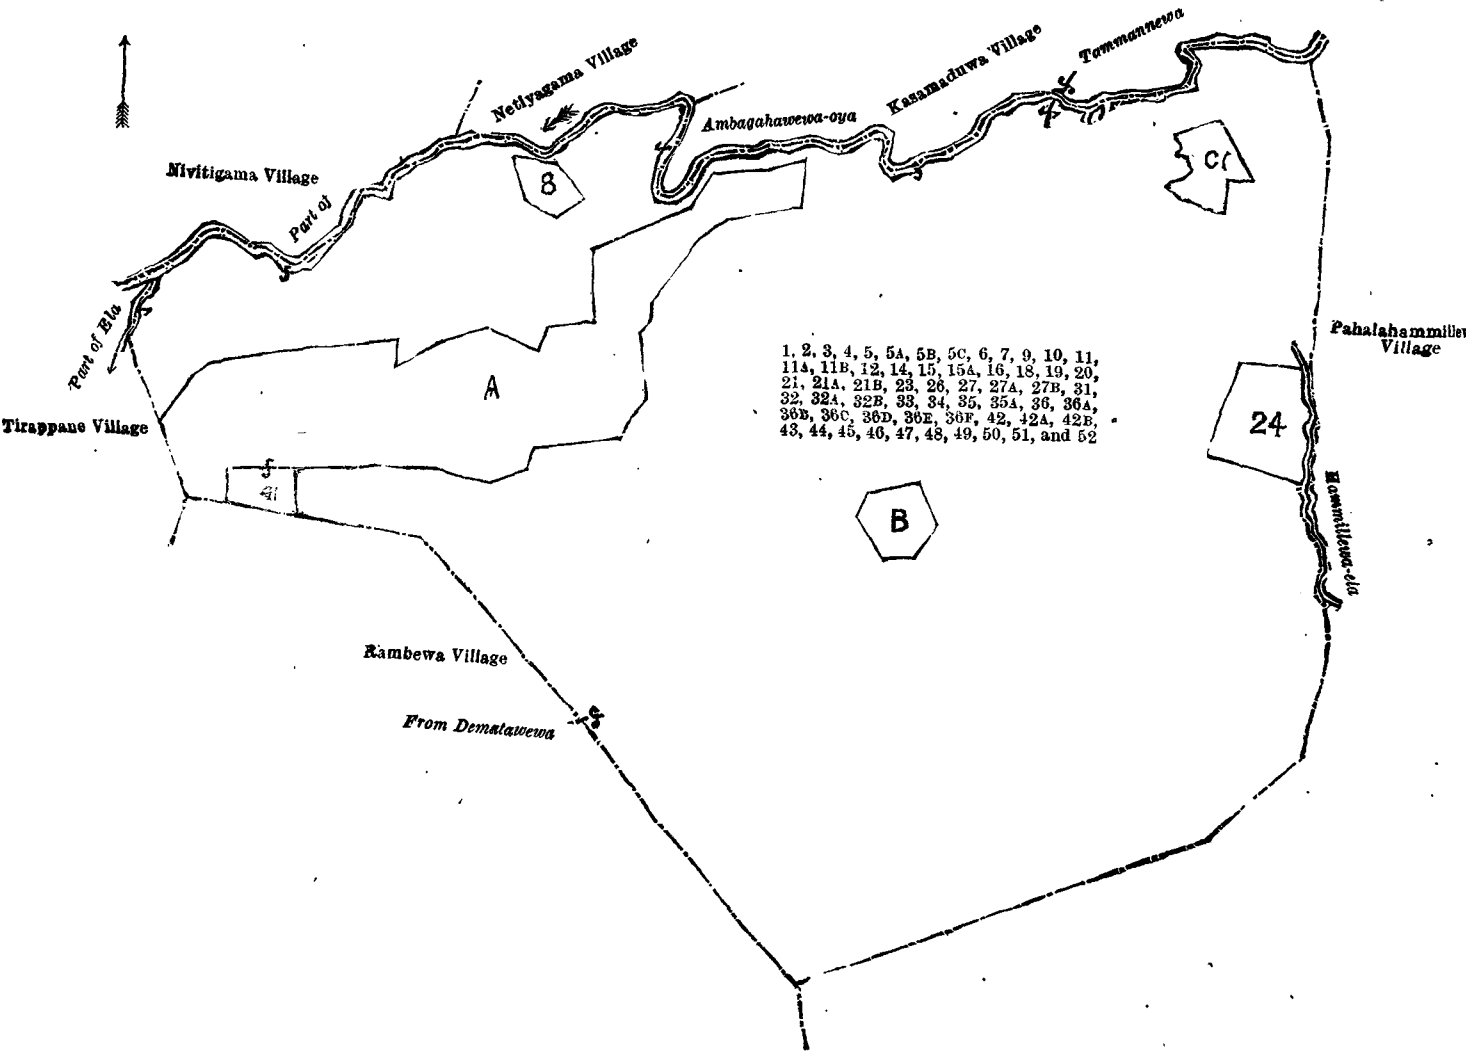 Tammannewa
Kasamaduwa Village
Netiyagama Village
Ambagahawewa-oya
Nivitigama Village
Part of
8
C
Part of Ela
Pahalahammillew
Village
1, 2, 3, 4, 5, 5A, 5B, 5C, 6, 7, 9, 10, 11,
11A, 11B, 12, 14, 15, 15A, 16, 18, 19, 20,
21, 21A, 21B, 23, 26, 27, 27A, 27B, 31,
32, 32A, 32B, 33, 34, 35, 35A, 36, 36A,
36B, 36C, 36D, 36E, 36F, 42, 42A, 42B,
43, 44, 45, 46, 47, 48, 49, 50, 51, and 52
A
Tirappane Village
24
41
B
Hammillewa-ela
Rambewa Village
From Dematawewa